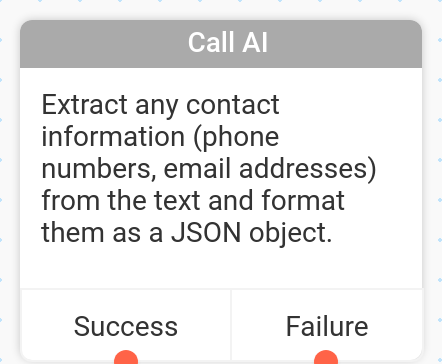 Call AI
Extract any contact
information (phone
numbers, email addresses)
from the text and format
them as a JSON object.
Success
Failure